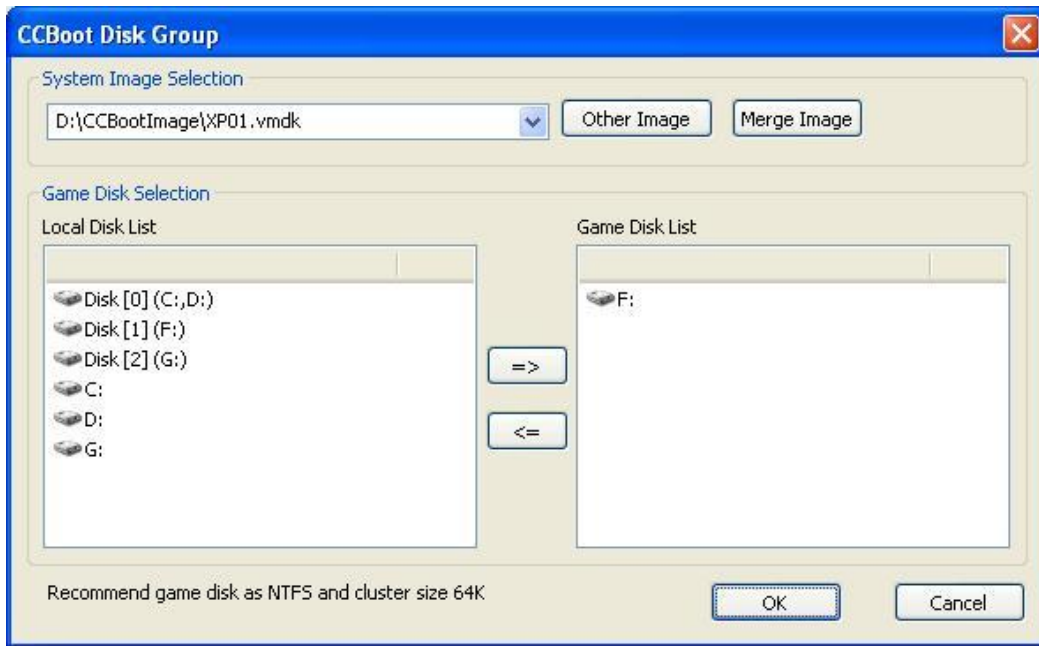 CCBoot Disk Group
System Image Selection
D:\CCBootImage\XP01.vmdk
Other Image
Merge Image
Game Disk Selection
Local Disk List
Game Disk List
Disk [0] (C:,D:)
Disk [1] (F:)
Disk [2] (G:)
C:
D:
G:
=>
<=
F:
Recommend game disk as NTFS and cluster size 64K
OK
Cancel